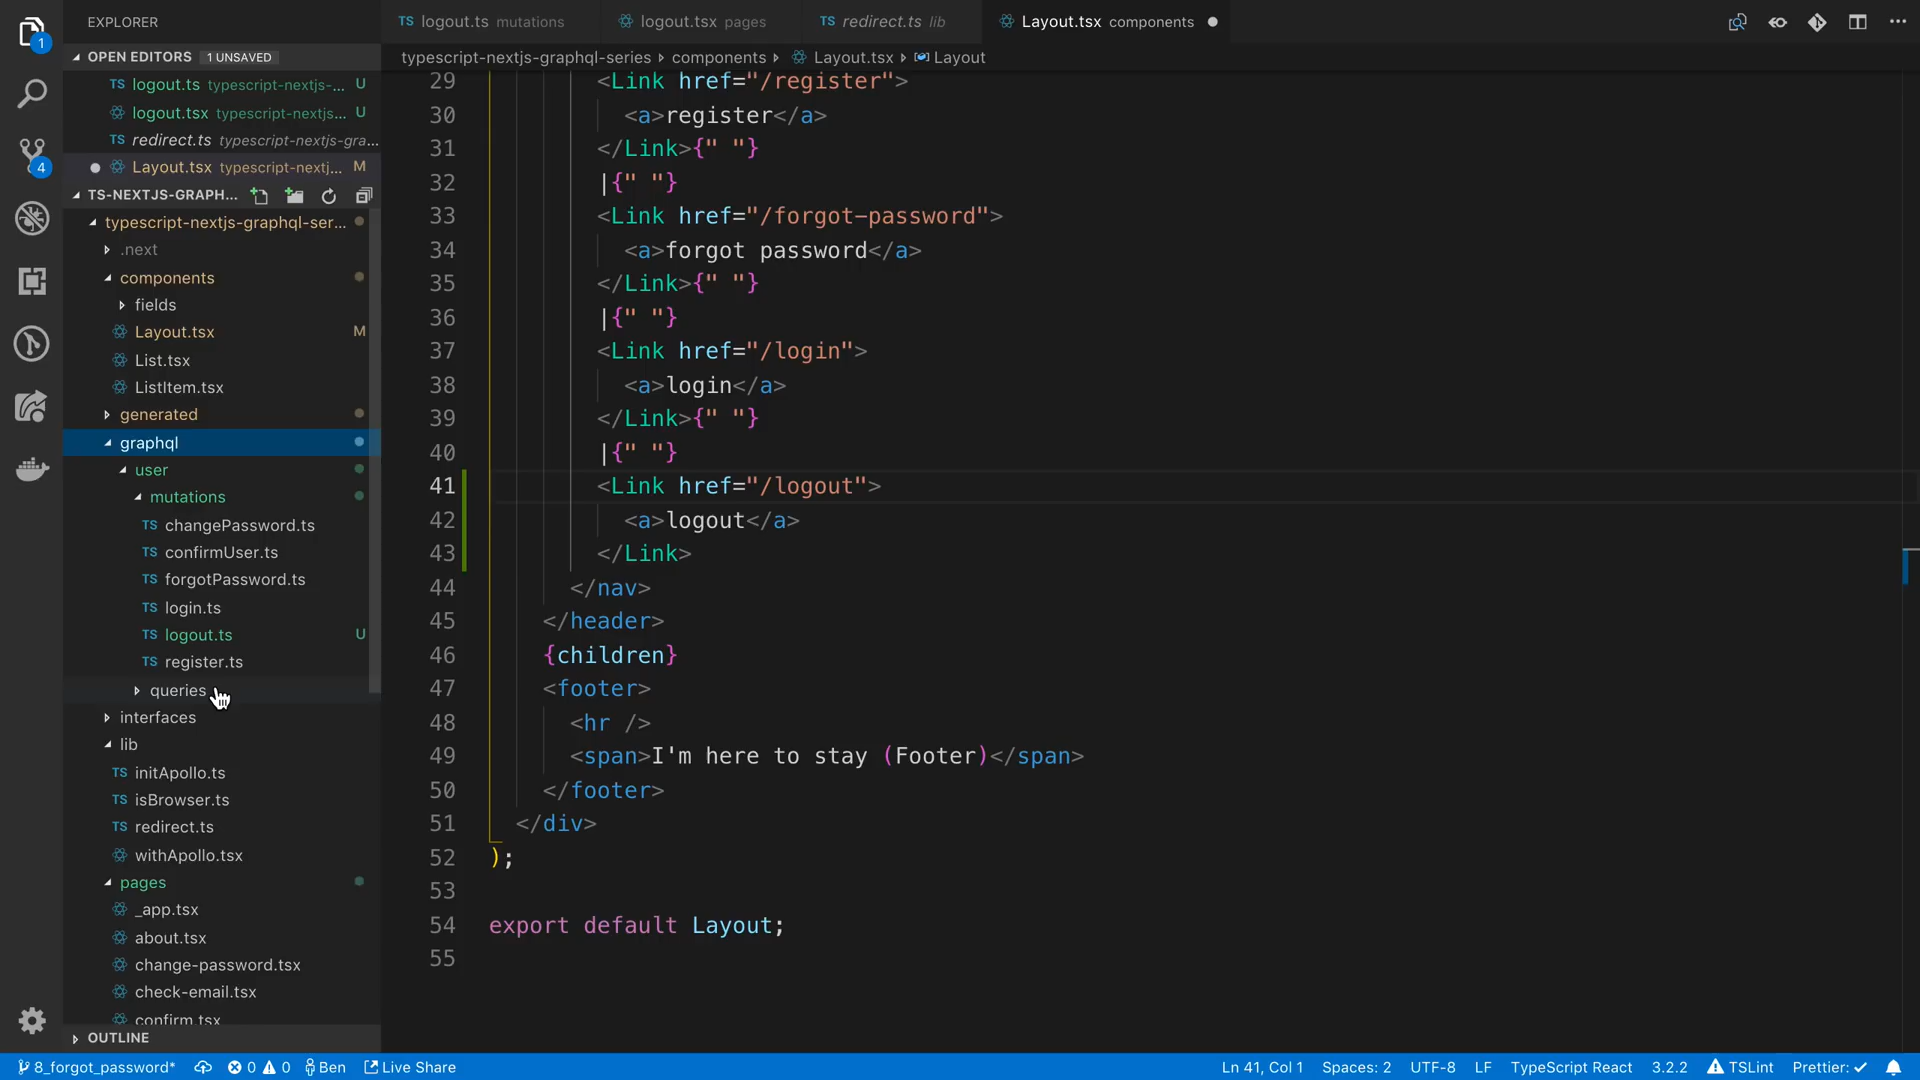 EXPLORER
OPEN EDITORS 1 UNSAVED
TS logout.ts typescript-nextjs-... U
logout.tsx typescript-nextjs... U
TS redirect.ts typescript-nextjs-gra...
Layout.tsx typescript-nextj... M
TS-NEXTJS-GRAPH...
typescript-nextjs-graphql-ser...
.next
components
fields
Layout.tsx M
List.tsx
ListItem.tsx
generated
graphql
user
mutations
TS changePassword.ts
TS confirmUser.ts
TS forgotPassword.ts
TS login.ts
TS logout.ts U
TS register.ts
queries
interfaces
lib
TS initApollo.ts
TS isBrowser.ts
TS redirect.ts
withApollo.tsx
pages
_app.tsx
about.tsx
change-password.tsx
check-email.tsx
confirm.tsx
OUTLINE
1
4
TS logout.ts mutations
logout.tsx pages
TS redirect.ts lib
Layout.tsx components
typescript-nextjs-graphql-series › components › Layout.tsx › Layout
29 <Link href="/register">
30 <a>register</a>
31 </Link>{" "}
32 |{" "}
33 <Link href="/forgot-password">
34 <a>forgot password</a>
35 </Link>{" "}
36 |{" "}
37 <Link href="/login">
38 <a>login</a>
39 </Link>{" "}
40 |{" "}
41 <Link href="/logout">
42 <a>logout</a>
43 </Link>
44 </nav>
45 </header>
46 {children}
47 <footer>
48 <hr />
49 <span>I'm here to stay (Footer)</span>
50 </footer>
51 </div>
52 );
53
54 export default Layout;
55
8_forgot_password* 0 0 Ben Live Share
Ln 41, Col 1 Spaces: 2 UTF-8 LF TypeScript React 3.2.2 TSLint Prettier: ✓